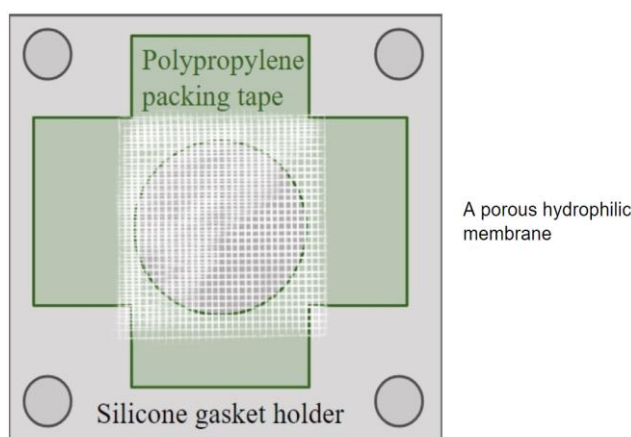 Polypropylene
packing tape
A porous hydrophilic
membrane
Silicone gasket holder